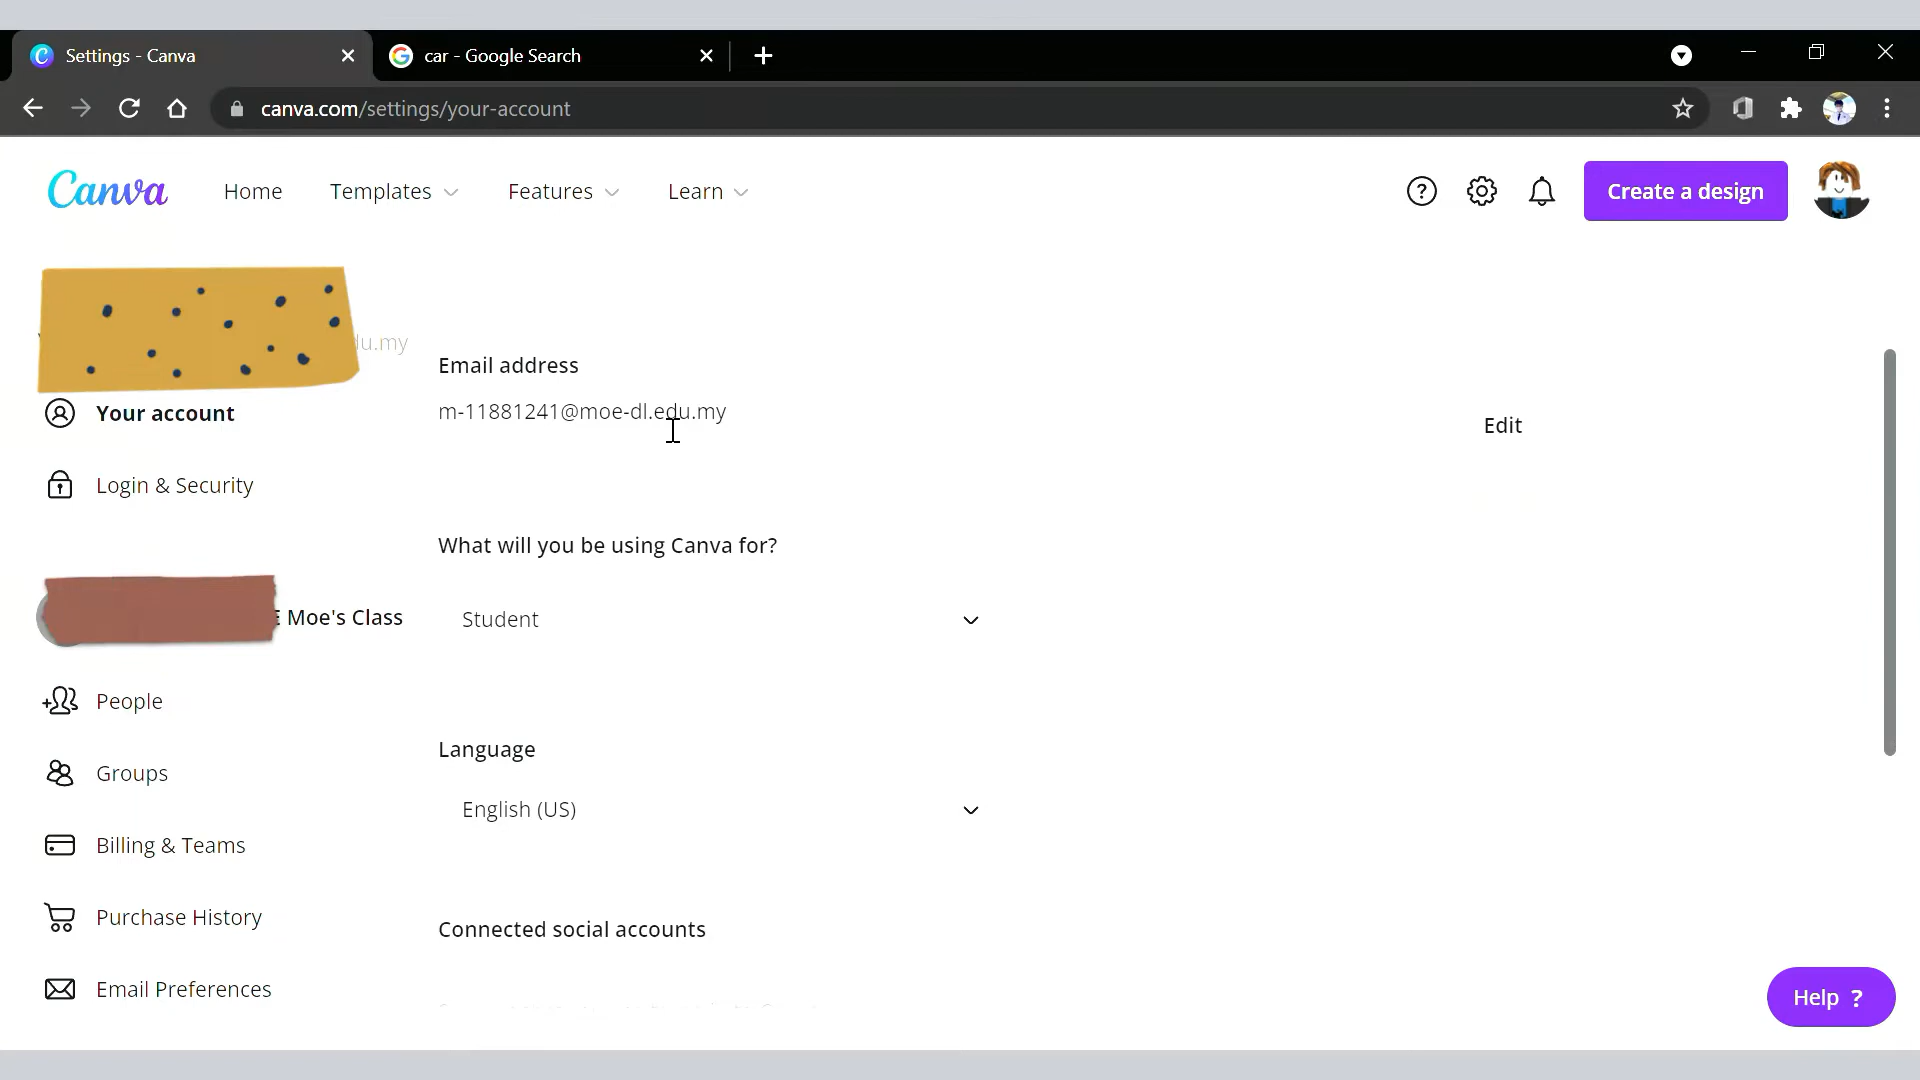 Settings - Canva
car - Google Search
canva.com/settings/your-account
Canva
Home
Templates
Features
Learn
Create a design
du.my
Your account
Login & Security
Moe's Class
People
Groups
Billing & Teams
Purchase History
Email Preferences
Email address
m-11881241@moe-dl.edu.my
Edit
What will you be using Canva for?
Student
Language
English (US)
Connected social accounts
Help ?